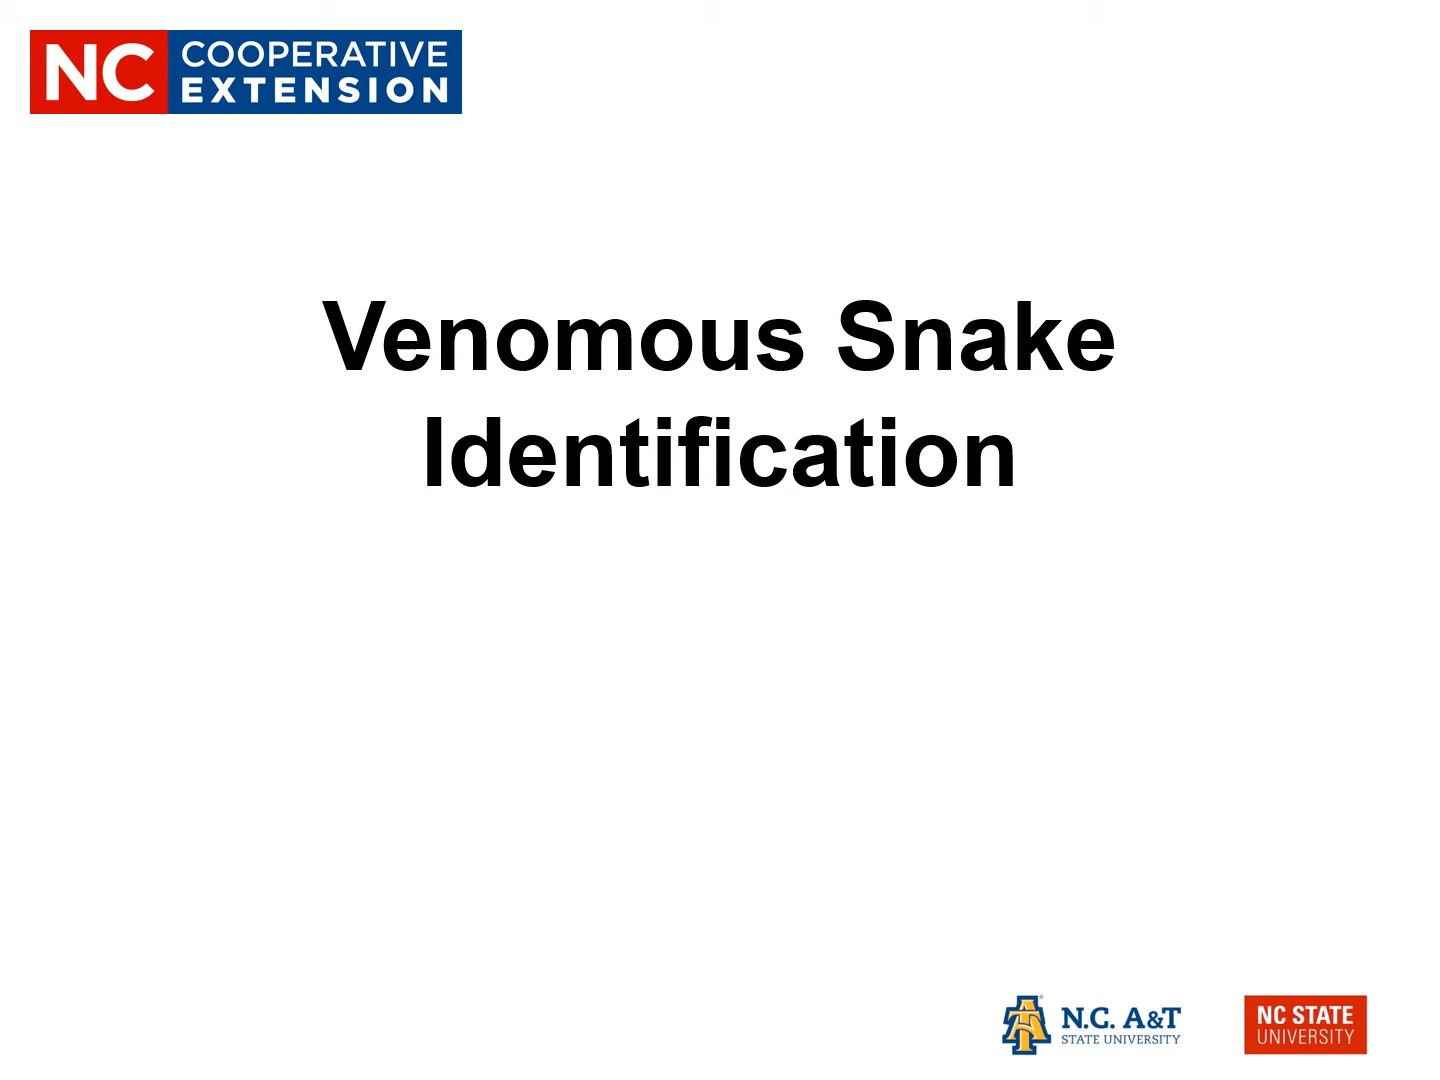 NC COOPERATIVE
EXTENSION
Venomous Snake
Identification
N.C. A&T
STATE UNIVERSITY
NC STATE
UNIVERSITY